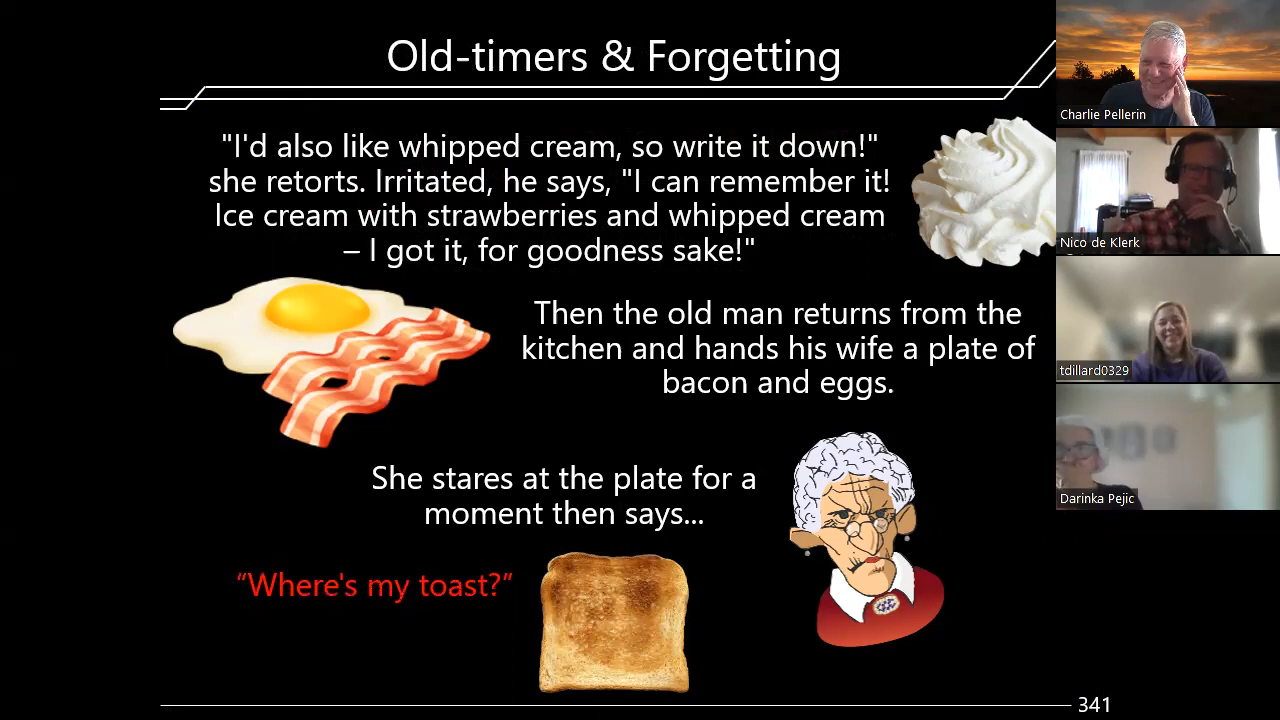 Old-timers & Forgetting
"I'd also like whipped cream, so write it down!"
she retorts. Irritated, he says, "I can remember it!
Ice cream with strawberries and whipped cream
– I got it, for goodness sake!"
Then the old man returns from the
kitchen and hands his wife a plate of
bacon and eggs.
She stares at the plate for a
moment then says...
“Where's my toast?”
341
Charlie Pellerin
Nico de Klerk
tdillard0329
Darinka Pejic